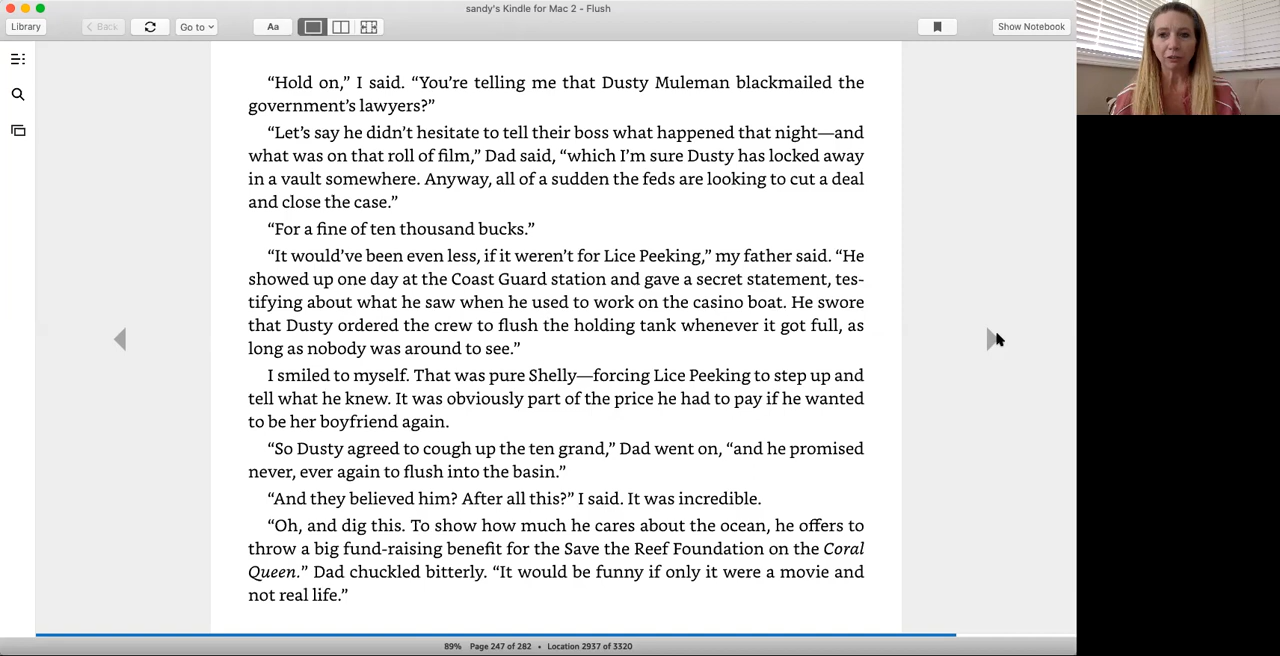 sandy's Kindle for Mac 2 - Flush
Library
< Back
Go to
Aa
Show Notebook
“Hold on,” I said. “You’re telling me that Dusty Muleman blackmailed the
government’s lawyers?”
“Let’s say he didn’t hesitate to tell their boss what happened that night—and
what was on that roll of film,” Dad said, “which I’m sure Dusty has locked away
in a vault somewhere. Anyway, all of a sudden the feds are looking to cut a deal
and close the case.”
“For a fine of ten thousand bucks.”
“It would’ve been even less, if it weren’t for Lice Peeking,” my father said. “He
showed up one day at the Coast Guard station and gave a secret statement, tes-
tifying about what he saw when he used to work on the casino boat. He swore
that Dusty ordered the crew to flush the holding tank whenever it got full, as
long as nobody was around to see.”
I smiled to myself. That was pure Shelly—forcing Lice Peeking to step up and
tell what he knew. It was obviously part of the price he had to pay if he wanted
to be her boyfriend again.
“So Dusty agreed to cough up the ten grand,” Dad went on, “and he promised
never, ever again to flush into the basin.”
“And they believed him? After all this?” I said. It was incredible.
“Oh, and dig this. To show how much he cares about the ocean, he offers to
throw a big fund-raising benefit for the Save the Reef Foundation on the Coral
Queen.” Dad chuckled bitterly. “It would be funny if only it were a movie and
not real life.”
89% Page 247 of 282 • Location 2937 of 3320